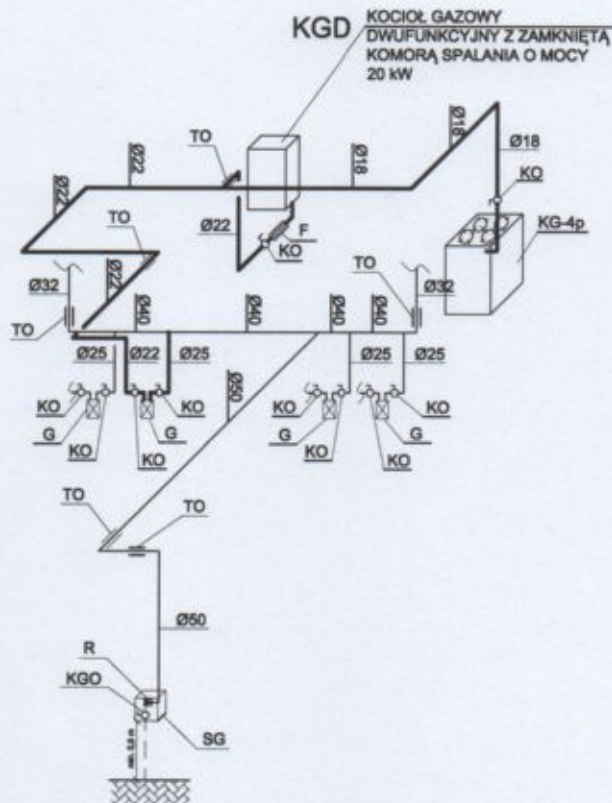 KGD
KOCIOŁ GAZOWY
DWUFUNKCYJNY Z ZAMKNIĘTĄ
KOMORĄ SPALANIA O MOCY
20 kW
TO
Ø22
Ø18
Ø18
Ø18
Ø22
KO
TO
Ø22
F
KO
KG-4p
Ø22
TO
Ø32
Ø32
TO
Ø40
Ø40
Ø40
Ø40
Ø25
Ø22
Ø25
Ø25
Ø25
Ø50
KO
KO
KO
KO
G
G
G
G
KO
KO
KO
KO
TO
TO
Ø50
R
KGO
SG